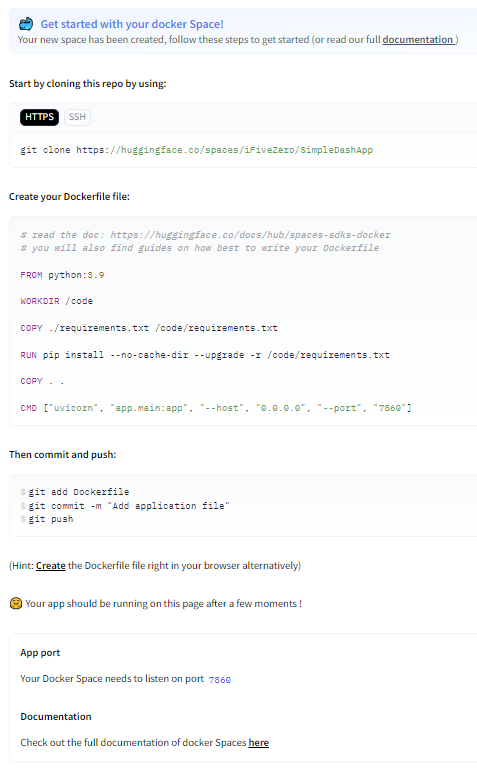 Get started with your docker Space!
Your new space has been created, follow these steps to get started (or read our full documentation )
Start by cloning this repo by using:
HTTPS SSH
git clone https://huggingface.co/spaces/iFiveZero/SimpleDashApp
Create your Dockerfile file:
# read the doc: https://huggingface.co/docs/hub/spaces-sdks-docker
# you will also find guides on how best to write your Dockerfile
FROM python:3.9
WORKDIR /code
COPY ./requirements.txt /code/requirements.txt
RUN pip install --no-cache-dir --upgrade -r /code/requirements.txt
COPY . .
CMD ["uvicorn", "app.main:app", "--host", "0.0.0.0", "--port", "7860"]
Then commit and push:
$ git add Dockerfile
$ git commit -m "Add application file"
$ git push
(Hint: Create the Dockerfile file right in your browser alternatively)
🤗 Your app should be running on this page after a few moments !
App port
Your Docker Space needs to listen on port 7860
Documentation
Check out the full documentation of docker Spaces here